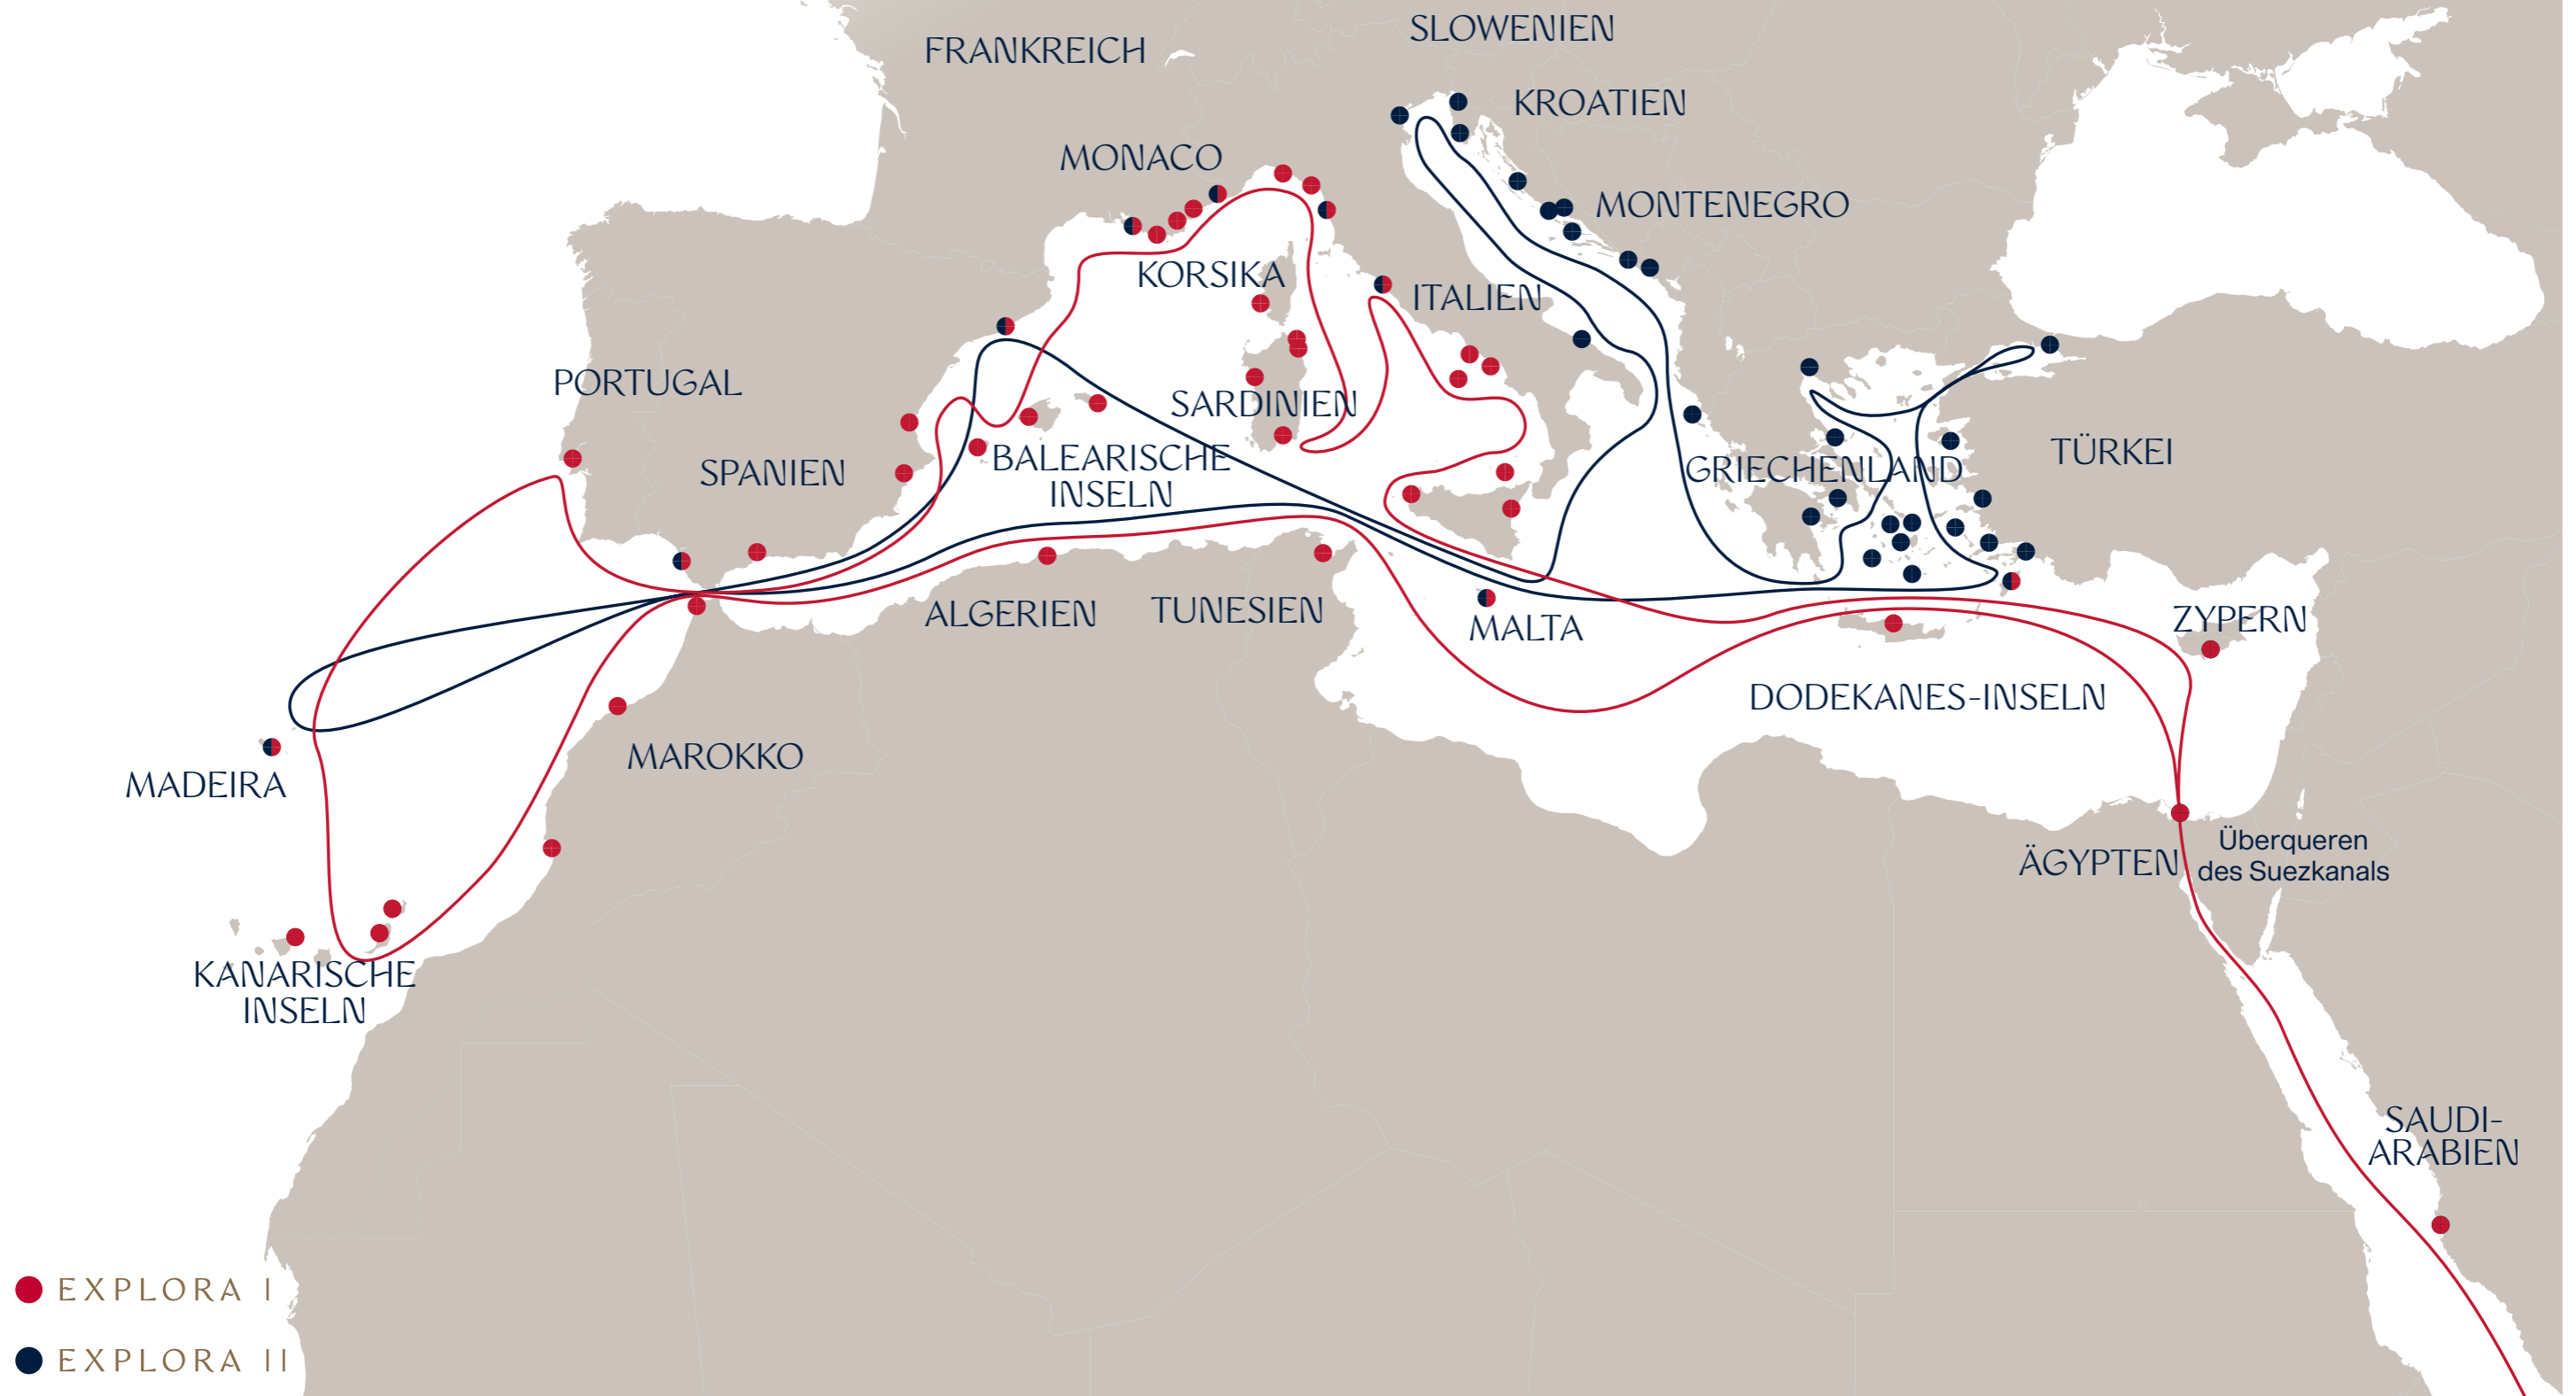 SLOWENIEN
FRANKREICH
KROATIEN
MONACO
MONTENEGRO
KORSIKA
ITALIEN
PORTUGAL
SARDINIEN
SPANIEN
BALEARISCHE
INSELN
GRIECHENLAND
TÜRKEI
ALGERIEN
TUNESIEN
MALTA
ZYPERN
DODEKANES-INSELN
MAROKKO
MADEIRA
ÄGYPTEN
Überqueren
des Suezkanals
KANARISCHE
INSELN
SAUDI-
ARABIEN
EXPLORA I
EXPLORA II